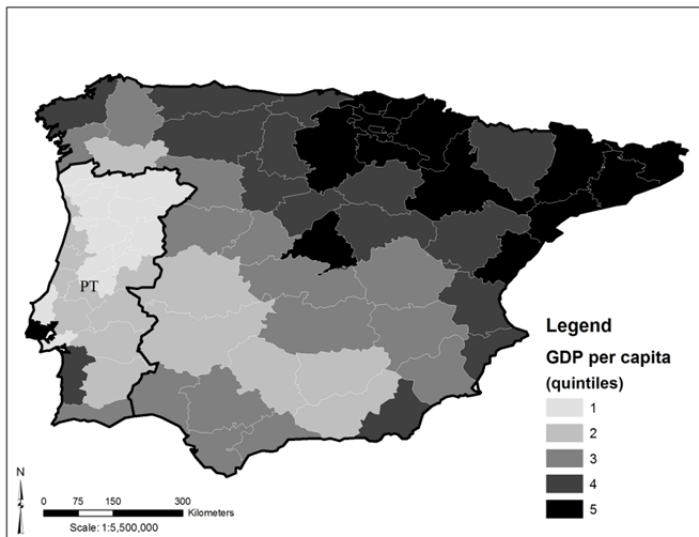 PT
Legend
GDP per capita
(quintiles)
1
2
3
4
5
N
0 75 150 300
Kilometers
Scale: 1:5,500,000